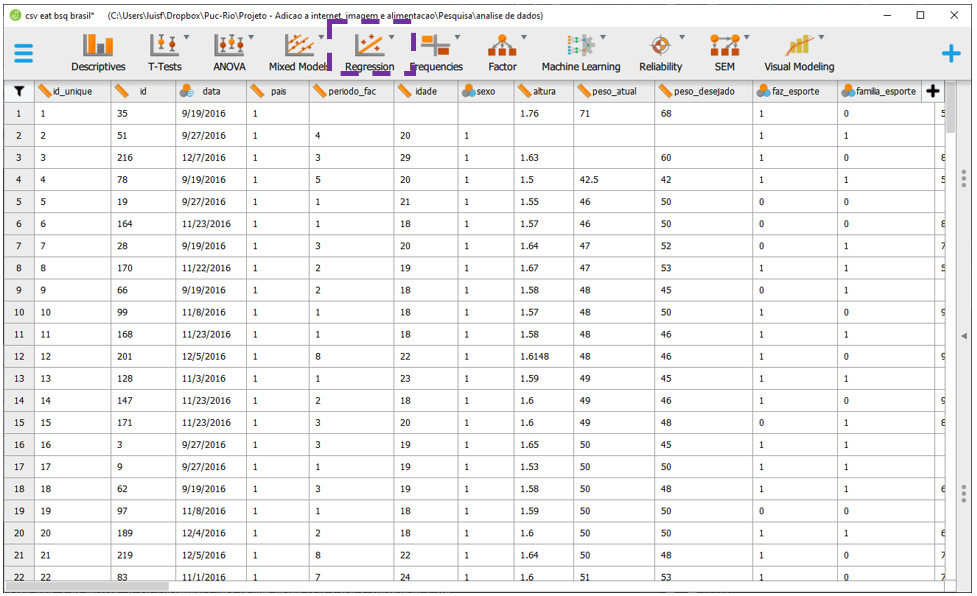 csv eat bsq brasil* (C:\Users\luisf\Dropbox\Puc-Rio\Projeto - Adicao a internet, imagem e alimentacao\Pesquisa\analise de dados)
Descriptives T-Tests ANOVA Mixed Models Regression Frequencies Factor Machine Learning Reliability SEM Visual Modeling
id_unique id data pais periodo_fac idade sexo altura peso_atual peso_desejado faz_esporte familia_esporte
1 1 35 9/19/2016 1 1.76 71 68 1 0 5
2 2 51 9/27/2016 1 4 20 1 1 1
3 3 216 12/7/2016 1 3 29 1 1.63 60 1 0 8
4 4 78 9/19/2016 1 5 20 1 1.5 42.5 42 1 1 5
5 5 19 9/27/2016 1 1 21 1 1.55 46 50 0 0
6 6 164 11/23/2016 1 1 18 1 1.57 46 50 0 0 8
7 7 28 9/19/2016 1 3 20 1 1.64 47 52 0 1 7
8 8 170 11/22/2016 1 2 19 1 1.67 47 53 1 1 5
9 9 66 9/19/2016 1 2 18 1 1.58 48 45 0 1
10 10 99 11/8/2016 1 1 18 1 1.57 48 50 1 0 9
11 11 168 11/23/2016 1 1 18 1 1.58 48 46 1 1
12 12 201 12/5/2016 1 8 22 1 1.6148 48 46 1 0 9
13 13 128 11/3/2016 1 1 23 1 1.59 49 45 1 1
14 14 147 11/23/2016 1 2 18 1 1.6 49 46 1 0 9
15 15 171 11/23/2016 1 3 20 1 1.6 49 48 0 1 8
16 16 3 9/27/2016 1 3 19 1 1.65 50 45 1 1
17 17 9 9/27/2016 1 1 19 1 1.53 50 50 1 1
18 18 62 9/19/2016 1 3 19 1 1.58 50 48 1 1 6
19 19 97 11/8/2016 1 1 18 1 1.59 50 50 0 0
20 20 189 12/4/2016 1 2 18 1 1.6 50 50 1 1 6
21 21 219 12/5/2016 1 8 22 1 1.64 50 48 1 0 7
22 22 83 11/1/2016 1 7 24 1 1.6 51 53 1 0 7